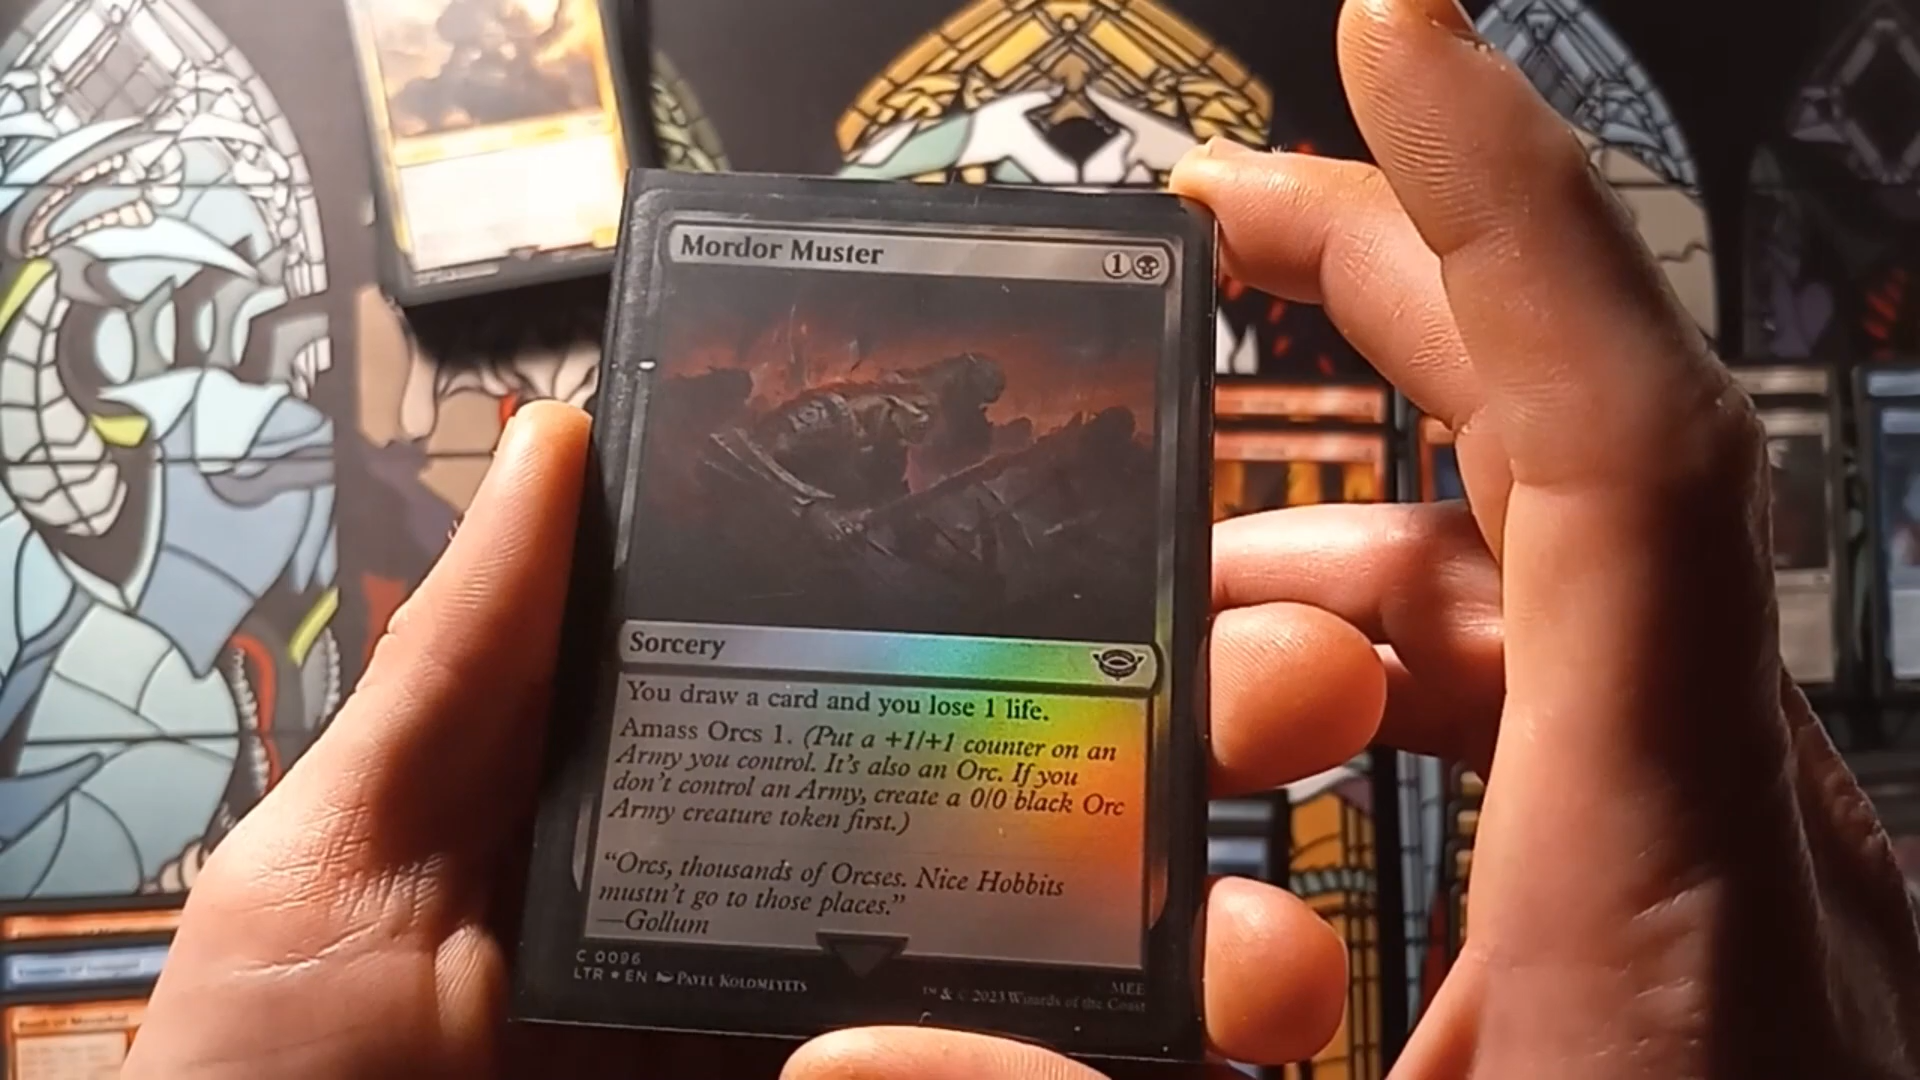 Mordor Muster
1
Sorcery
You draw a card and you lose 1 life.
Amass Orcs 1. (Put a +1/+1 counter on an
Army you control. It's also an Orc. If you
don't control an Army, create a 0/0 black Orc
Army creature token first.)
“Orcs, thousands of Orcses. Nice Hobbits
mustn't go to those places.”
—Gollum
C 0096
LTR ★ EN Pavel Kolomeyets
MEE
™ & © 2023 Wizards of the Coast